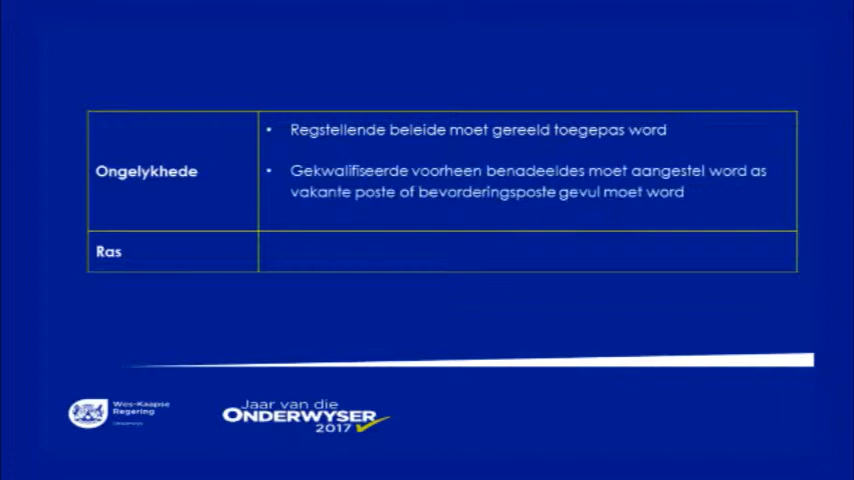 Ongelykhede
• Regstellende beleide moet gereeld toegepas word
• Gekwalifiseerde voorheen benadeeldes moet aangestel word as
vakante poste of bevorderingsposte gevul moet word
Ras
Wes-Kaapse
Regering
Jaar van die
ONDERWYSER
2017